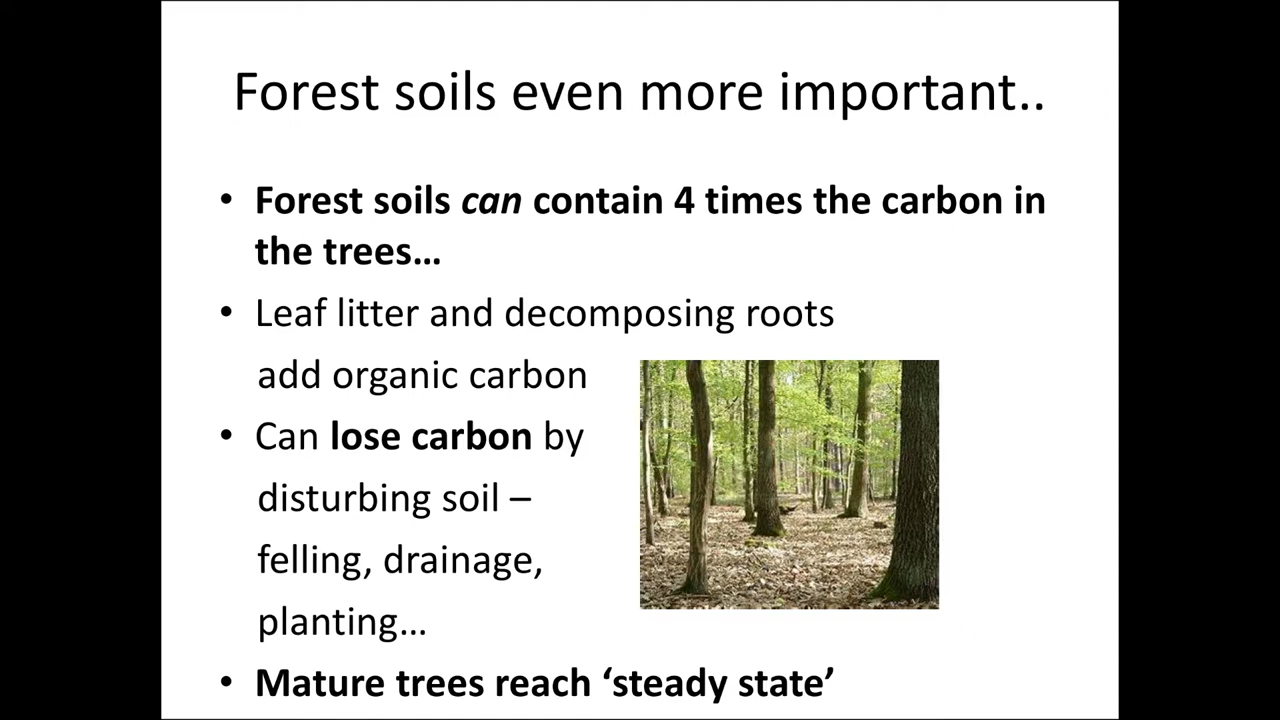 Forest soils even more important..
• Forest soils can contain 4 times the carbon in
the trees…
• Leaf litter and decomposing roots
add organic carbon
• Can lose carbon by
disturbing soil –
felling, drainage,
planting…
• Mature trees reach ‘steady state’